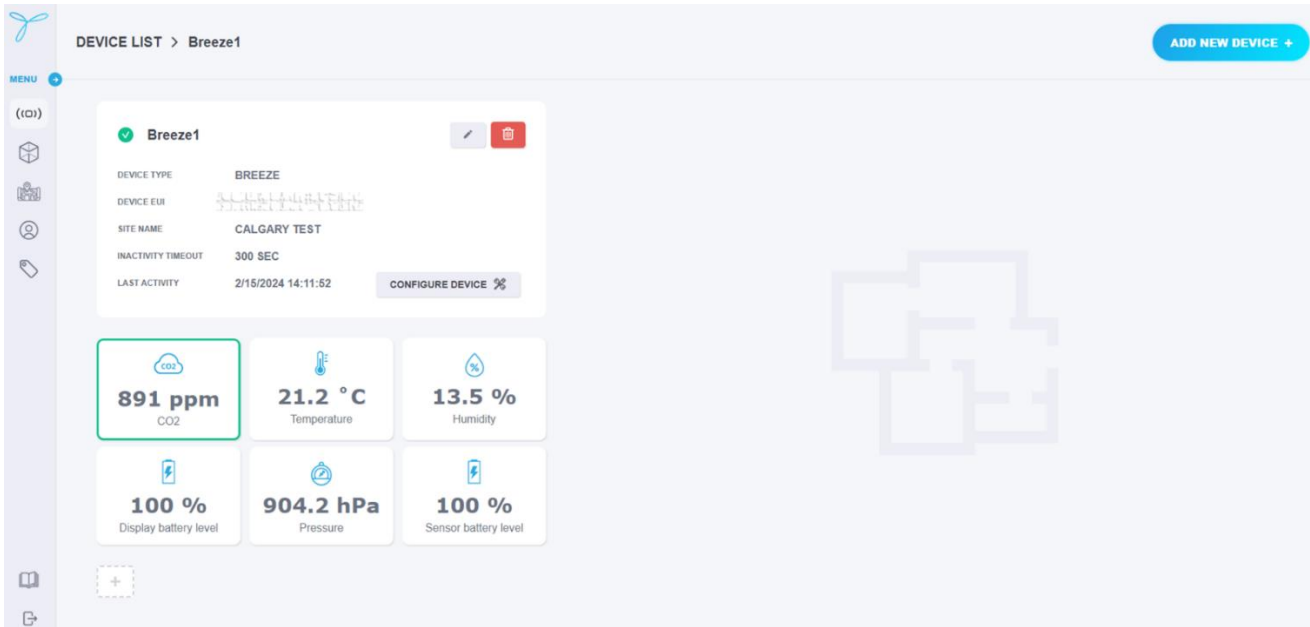 DEVICE LIST > Breeze1
ADD NEW DEVICE +
MENU
Breeze1
DEVICE TYPE BREEZE
DEVICE EUI
SITE NAME CALGARY TEST
INACTIVITY TIMEOUT 300 SEC
LAST ACTIVITY 2/15/2024 14:11:52
CONFIGURE DEVICE
CO2
%
891 ppm
CO2
21.2 °C
Temperature
13.5 %
Humidity
100 %
Display battery level
904.2 hPa
Pressure
100 %
Sensor battery level
+